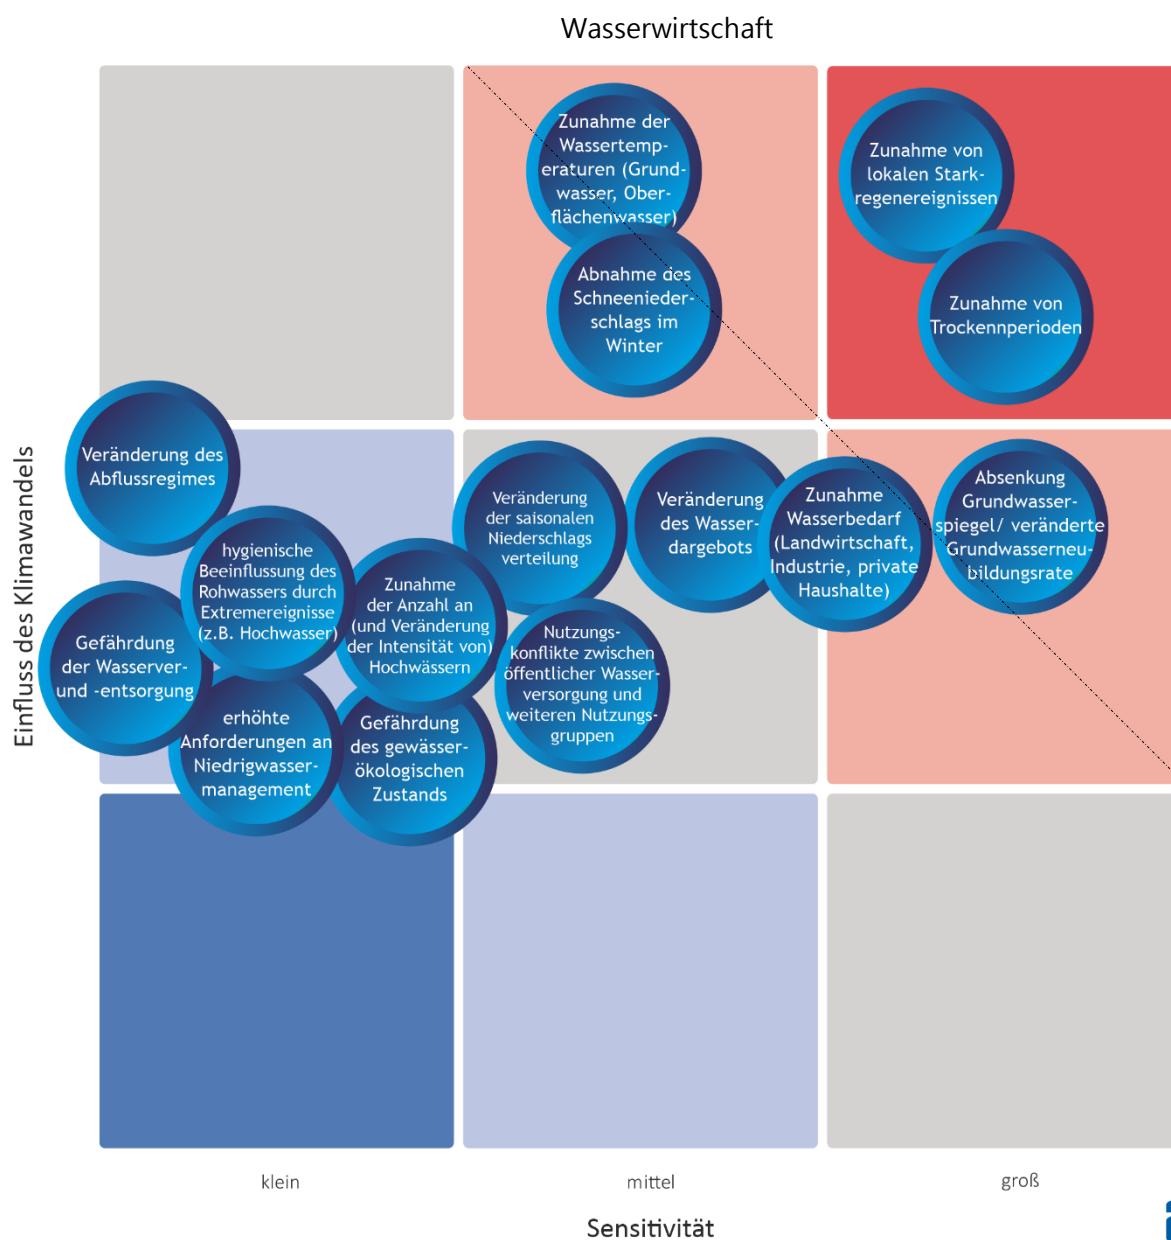 Wasserwirtschaft
Zunahme der
Wassertemp-
eraturen (Grund-
wasser, Ober-
flächenwasser)
Zunahme von
lokalen Stark-
regenereignissen
Abnahme des
Schneenieder-
schlags im
Winter
Zunahme von
Trockennperioden
Veränderung des
Abflussregimes
Veränderung
der saisonalen
Niederschlags
verteilung
Veränderung
des Wasser-
dargebots
Zunahme
Wasserbedarf
(Landwirtschaft,
Industrie, private
Haushalte)
Absenkung
Grundwasser-
spiegel/ veränderte
Grundwasserneu-
bildungsrate
hygienische
Beeinflussung des
Rohwassers durch
Extremereignisse
(z.B. Hochwasser)
Zunahme
der Anzahl an
(und Veränderung
der Intensität von)
Hochwässern
Gefährdung
der Wasserver-
und -entsorgung
Nutzungs-
konflikte zwischen
öffentlicher Wasser-
versorgung und
weiteren Nutzungs-
gruppen
erhöhte
Anforderungen an
Niedrigwasser-
management
Gefährdung
des gewässer-
ökologischen
Zustands
Einfluss des Klimawandels
klein
mittel
groß
Sensitivität